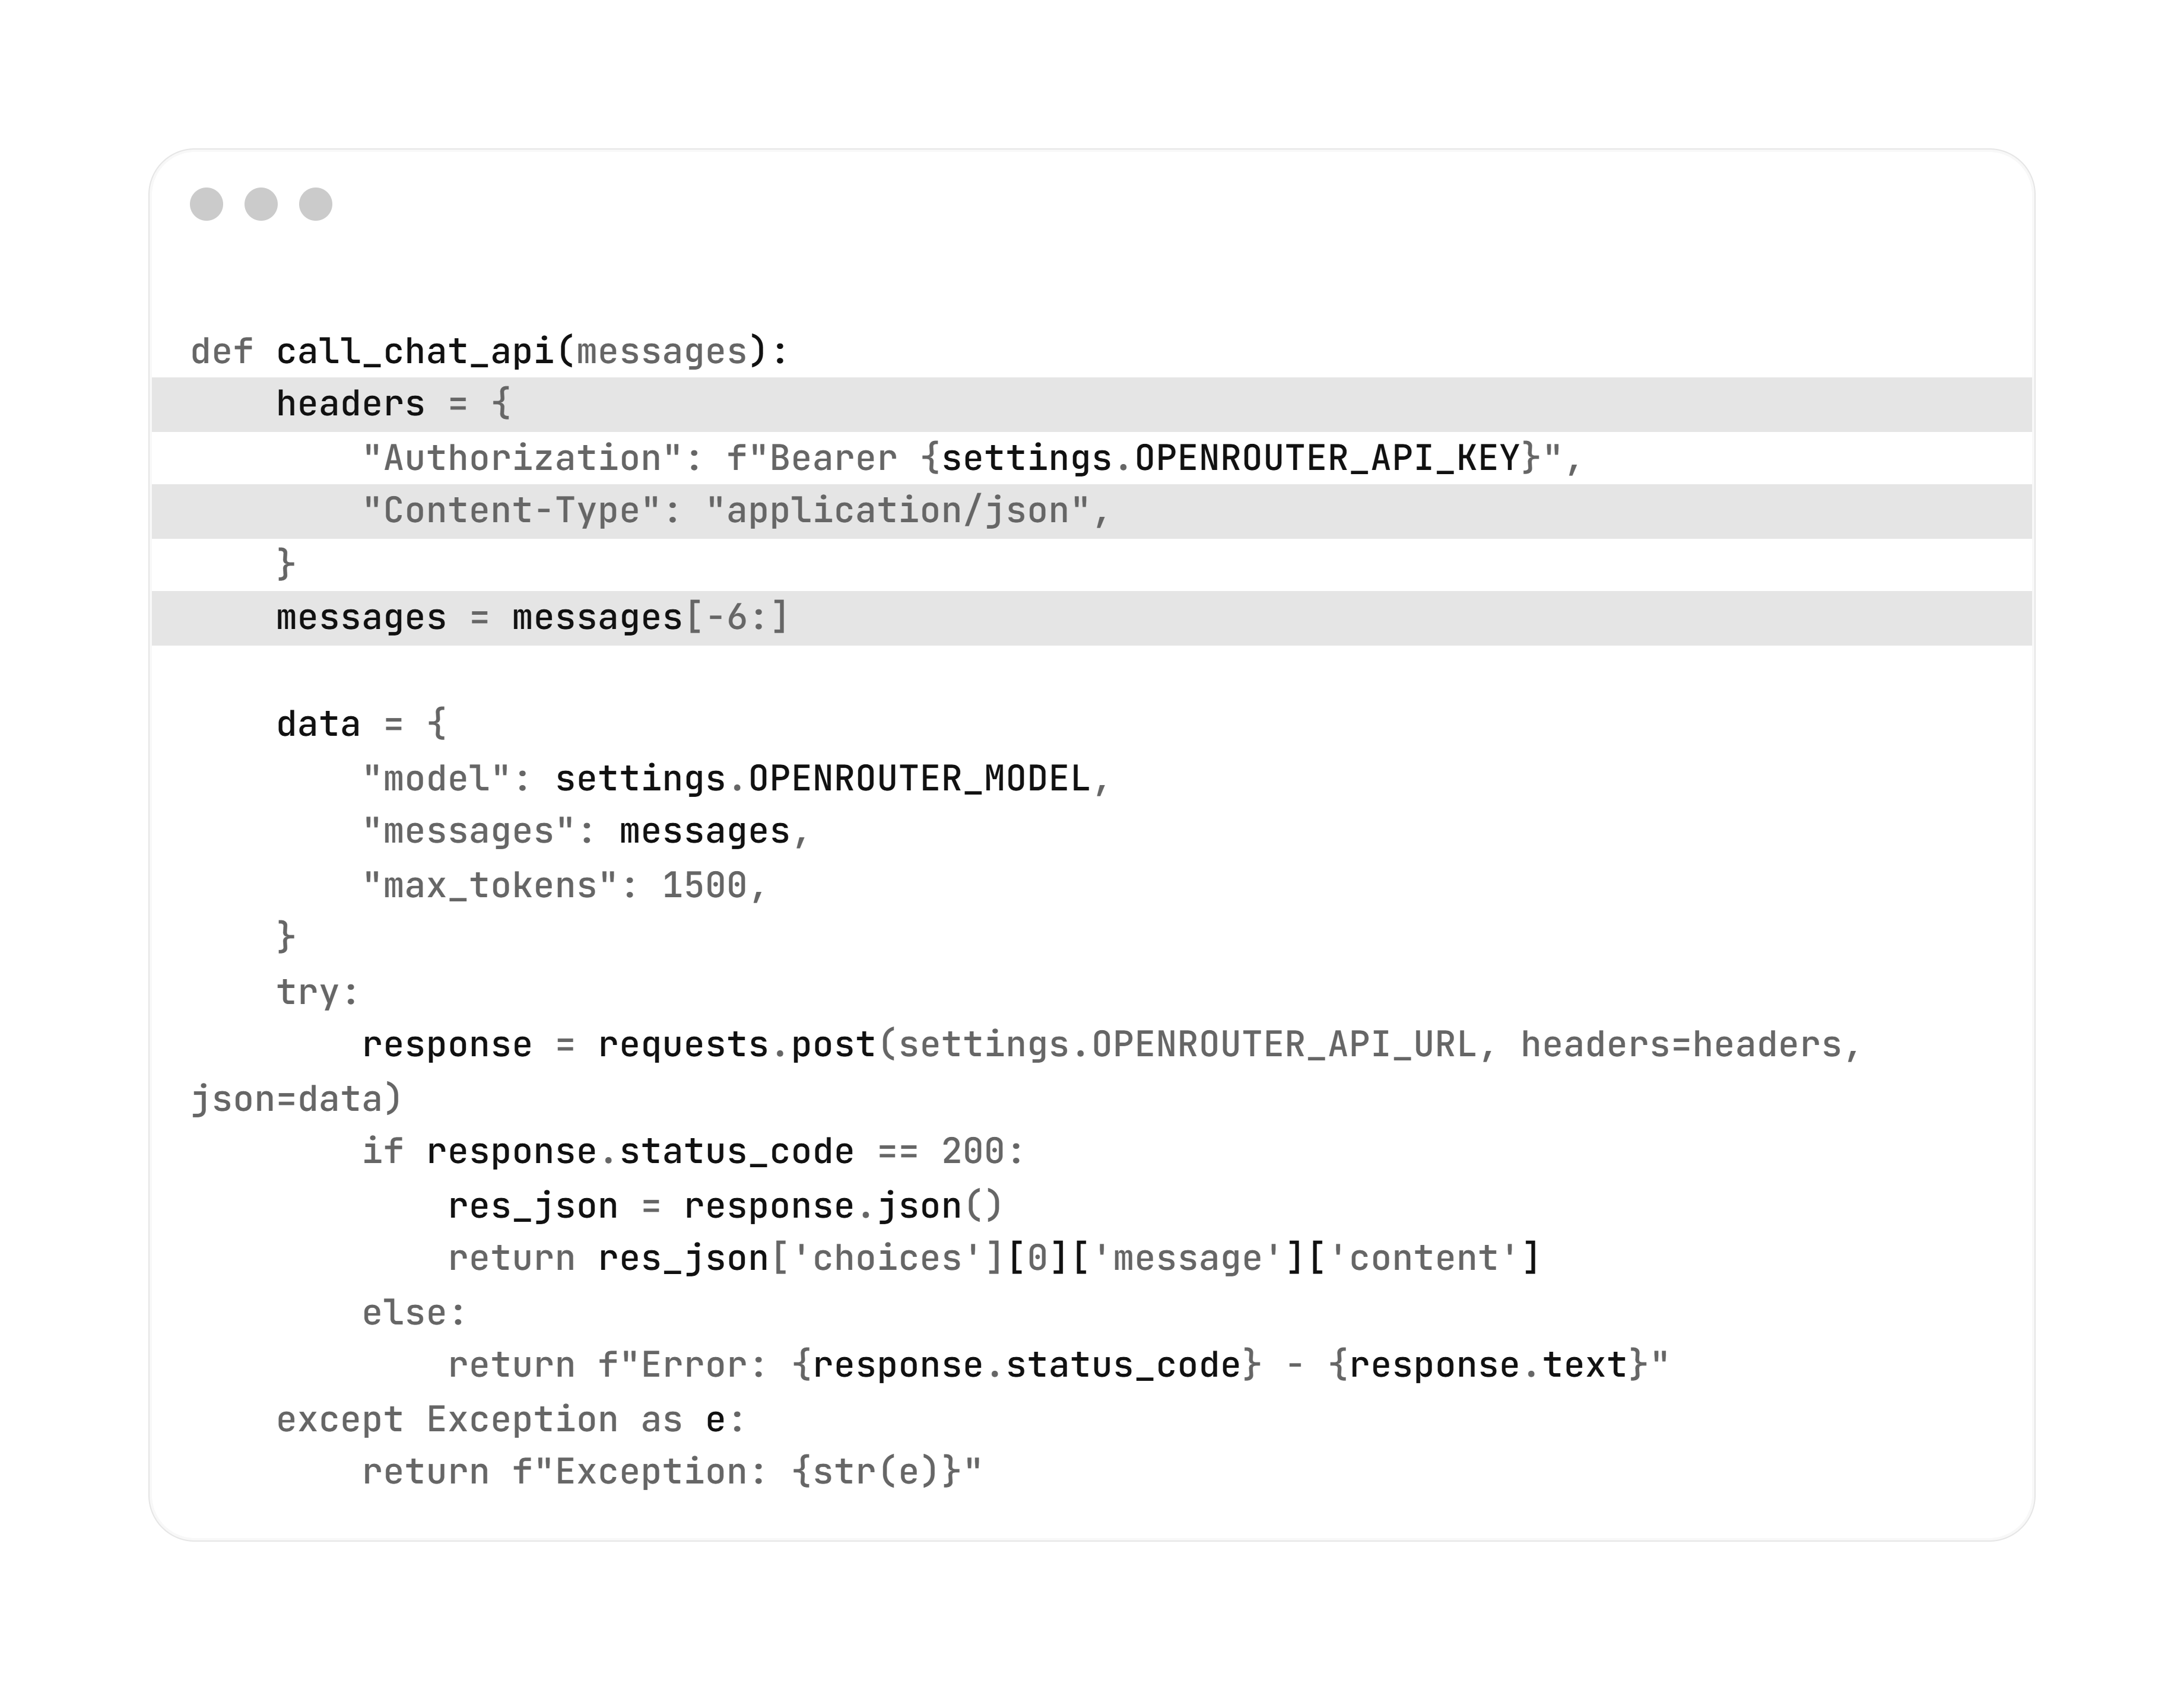 def call_chat_api(messages):
    headers = {
        "Authorization": f"Bearer {settings.OPENROUTER_API_KEY}",
        "Content-Type": "application/json",
    }
    messages = messages[-6:]

    data = {
        "model": settings.OPENROUTER_MODEL,
        "messages": messages,
        "max_tokens": 1500,
    }
    try:
        response = requests.post(settings.OPENROUTER_API_URL, headers=headers,
json=data)
        if response.status_code == 200:
            res_json = response.json()
            return res_json['choices'][0]['message']['content']
        else:
            return f"Error: {response.status_code} - {response.text}"
    except Exception as e:
        return f"Exception: {str(e)}"